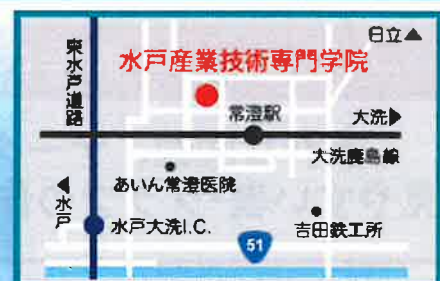 日立▲
水戸産業技術専門学院
東水戸道路
常澄駅
大洗▶
大洗鹿島線
あいん常澄医院
◀水戸
水戸大洗I.C.
吉田鉄工所
51